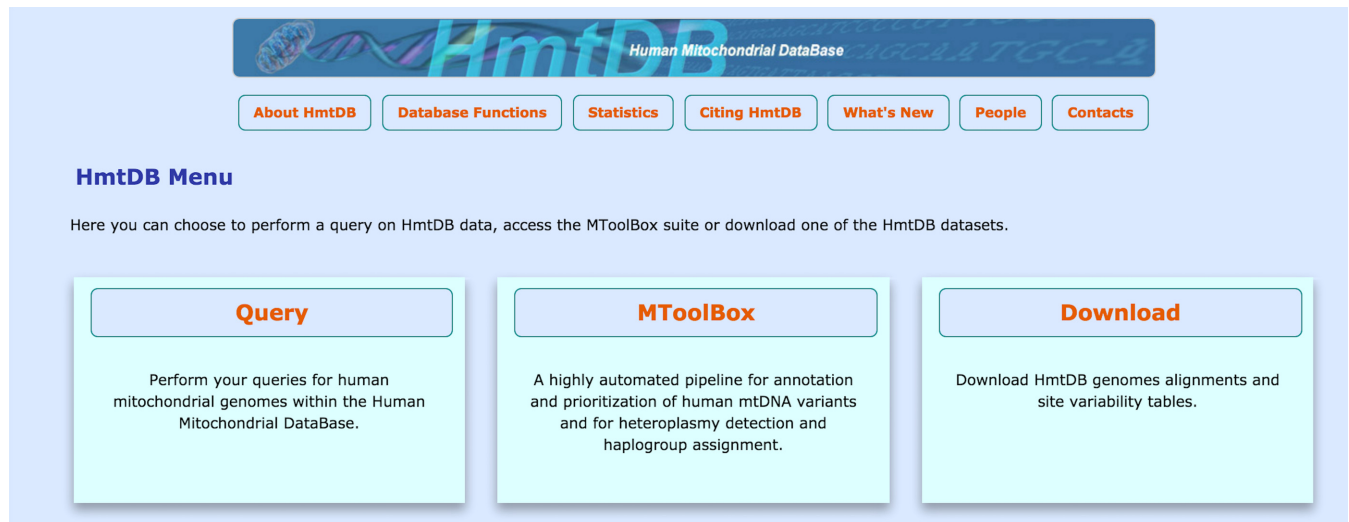 HmtDB
Human Mitochondrial DataBase
CAGCAATGCA
About HmtDB Database Functions Statistics Citing HmtDB What's New People Contacts
HmtDB Menu
Here you can choose to perform a query on HmtDB data, access the MToolBox suite or download one of the HmtDB datasets.
Query
Perform your queries for human
mitochondrial genomes within the Human
Mitochondrial DataBase.
MToolBox
A highly automated pipeline for annotation
and prioritization of human mtDNA variants
and for heteroplasmy detection and
haplogroup assignment.
Download
Download HmtDB genomes alignments and
site variability tables.